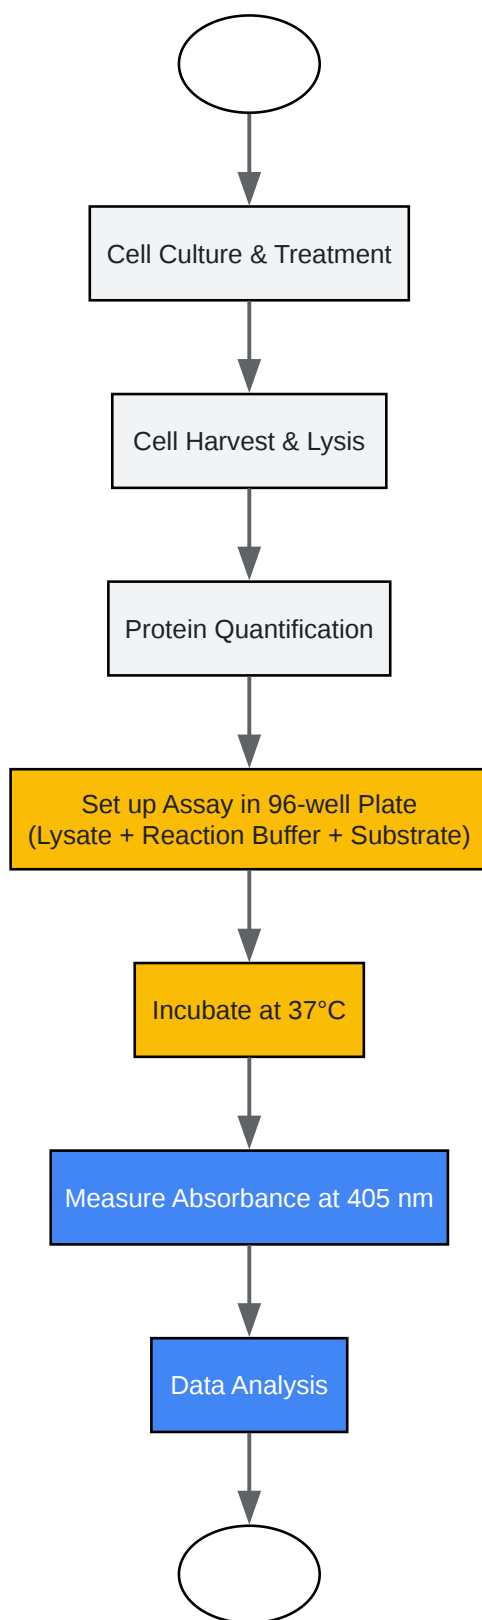 Cell Culture & Treatment
Cell Harvest & Lysis
Protein Quantification
Set up Assay in 96-well Plate
(Lysate + Reaction Buffer + Substrate)
Incubate at 37°C
Measure Absorbance at 405 nm
Data Analysis